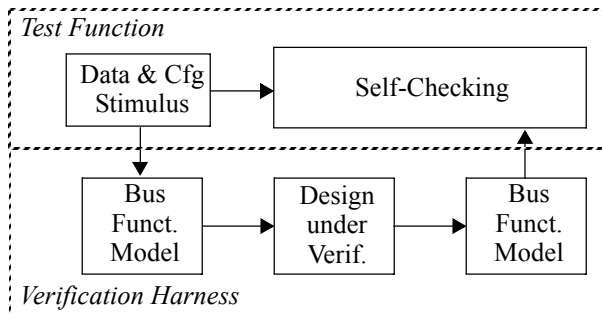 Test Function
Data & Cfg
Stimulus
Self-Checking
Bus
Funct.
Model
Design
under
Verif.
Bus
Funct.
Model
Verification Harness